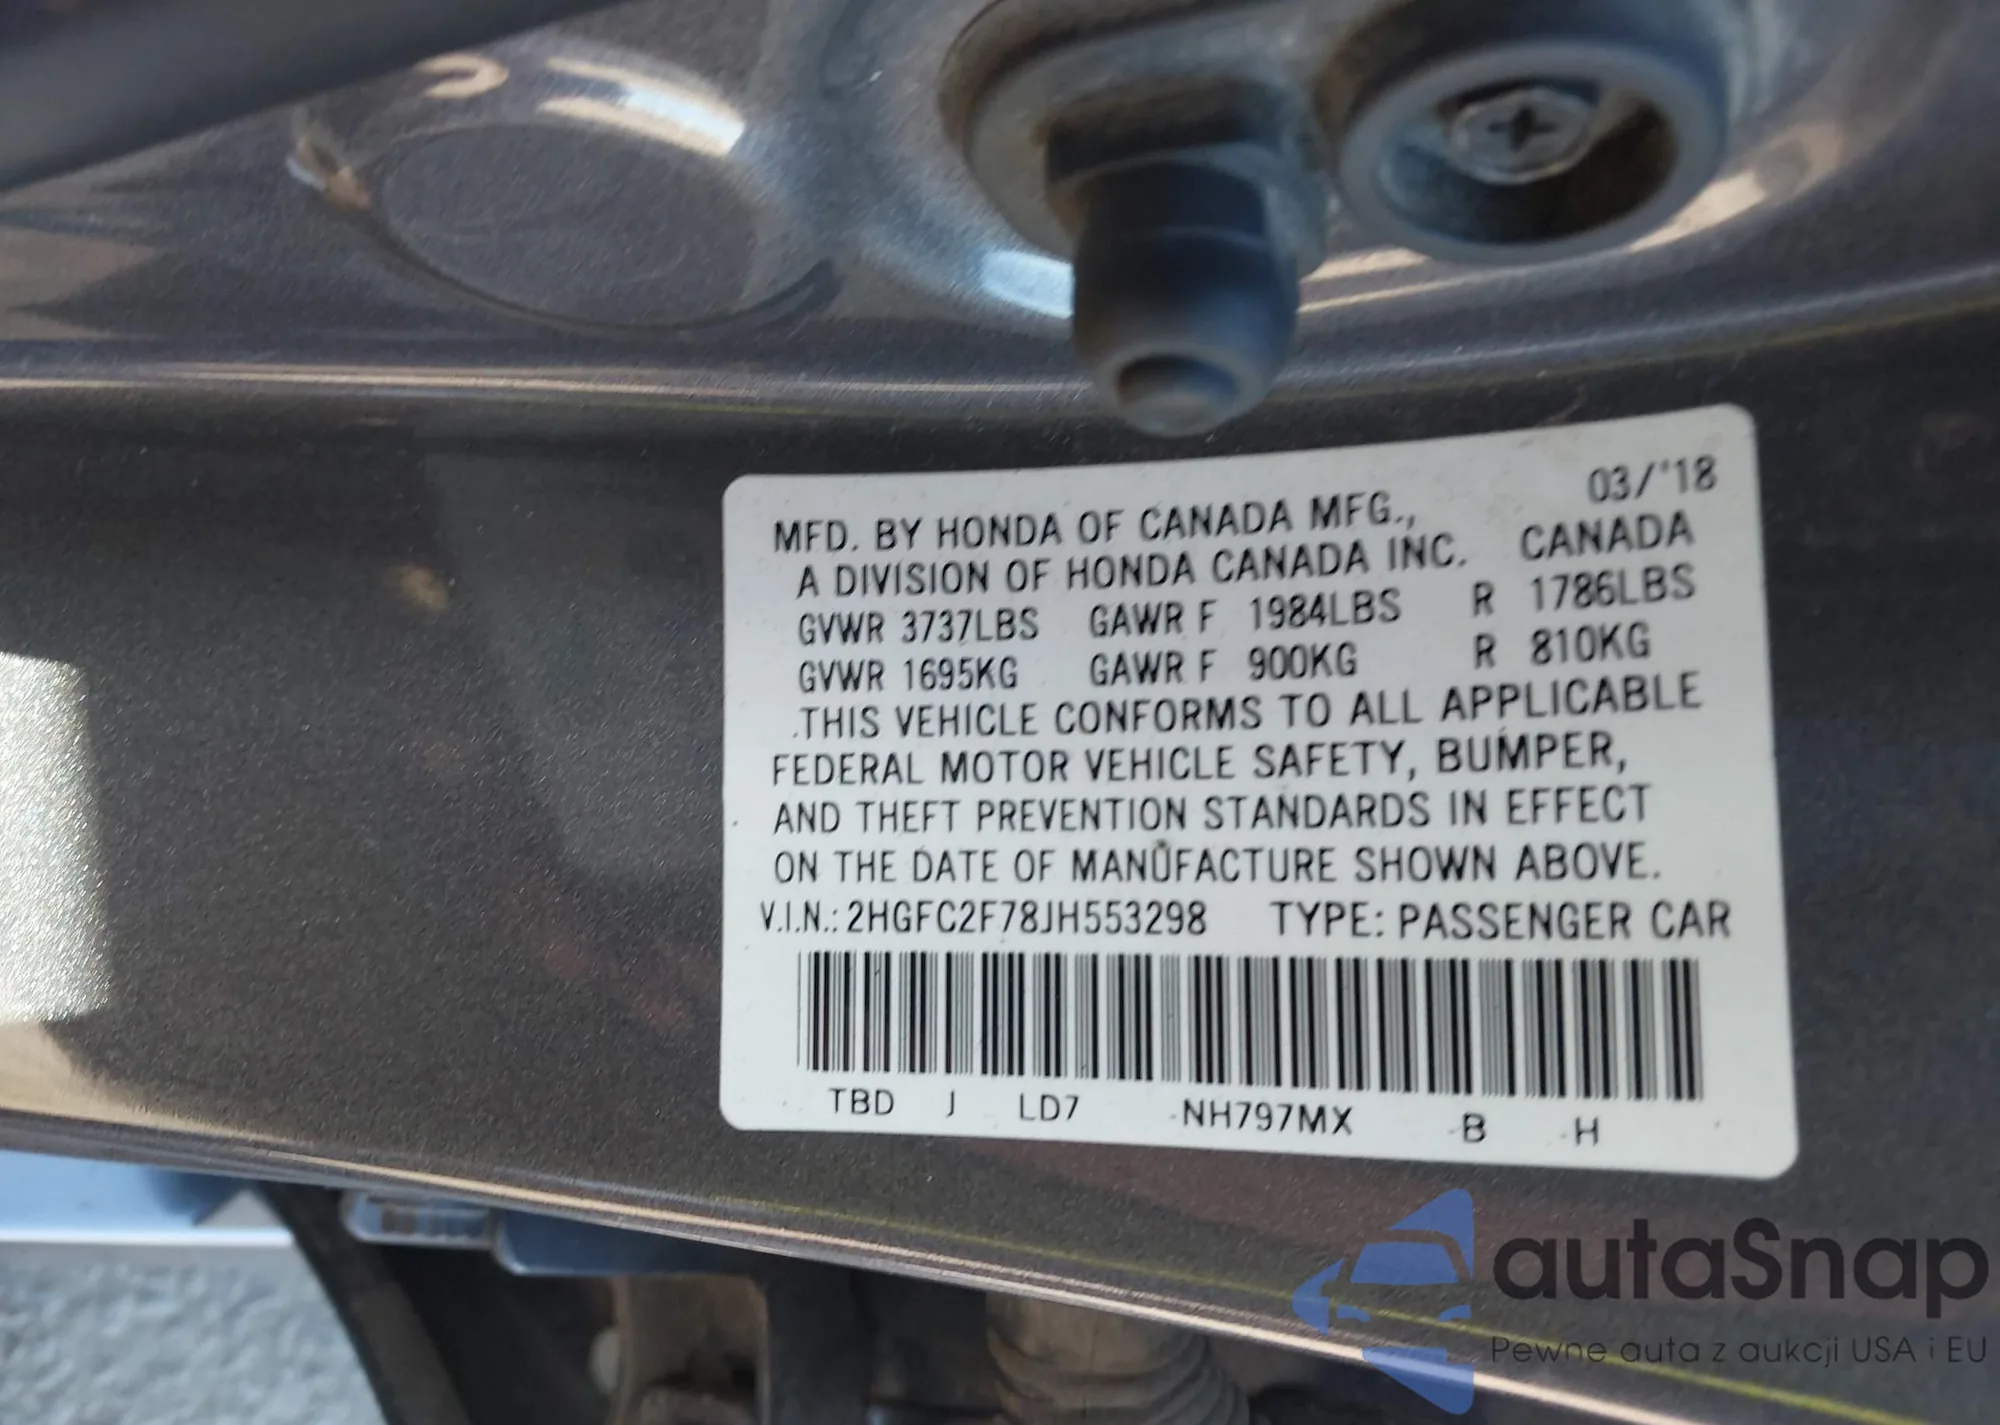 03/'18
MFD. BY HONDA OF CANADA MFG.,
A DIVISION OF HONDA CANADA INC. CANADA
GVWR 3737LBS GAWR F 1984LBS R 1786LBS
GVWR 1695KG GAWR F 900KG R 810KG
THIS VEHICLE CONFORMS TO ALL APPLICABLE
FEDERAL MOTOR VEHICLE SAFETY, BUMPER,
AND THEFT PREVENTION STANDARDS IN EFFECT
ON THE DATE OF MANUFACTURE SHOWN ABOVE.
V.I.N.: 2HGFC2F78JH553298 TYPE: PASSENGER CAR
TBD J LD7 NH797MX B H
autaSnap
Pewne auta z aukcji USA i EU